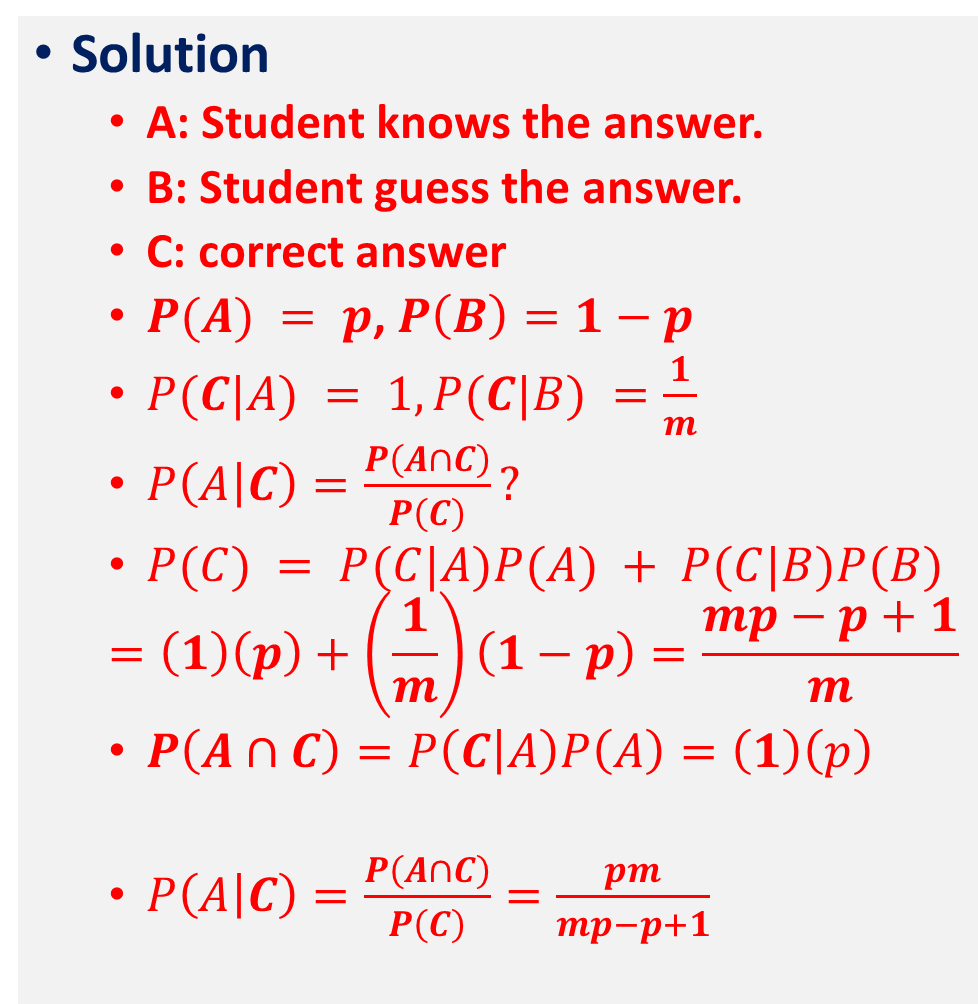 • Solution
• A: Student knows the answer.
• B: Student guess the answer.
• C: correct answer
• P(A) = p, P(B) = 1 − p
• P(C|A) = 1, P(C|B) = 1/m
• P(A|C) = P(A∩C)/P(C) ?
• P(C) = P(C|A)P(A) + P(C|B)P(B)
= (1)(p) + (1/m)(1 − p) = (mp − p + 1)/m
• P(A ∩ C) = P(C|A)P(A) = (1)(p)
• P(A|C) = P(A∩C)/P(C) = pm/(mp−p+1)